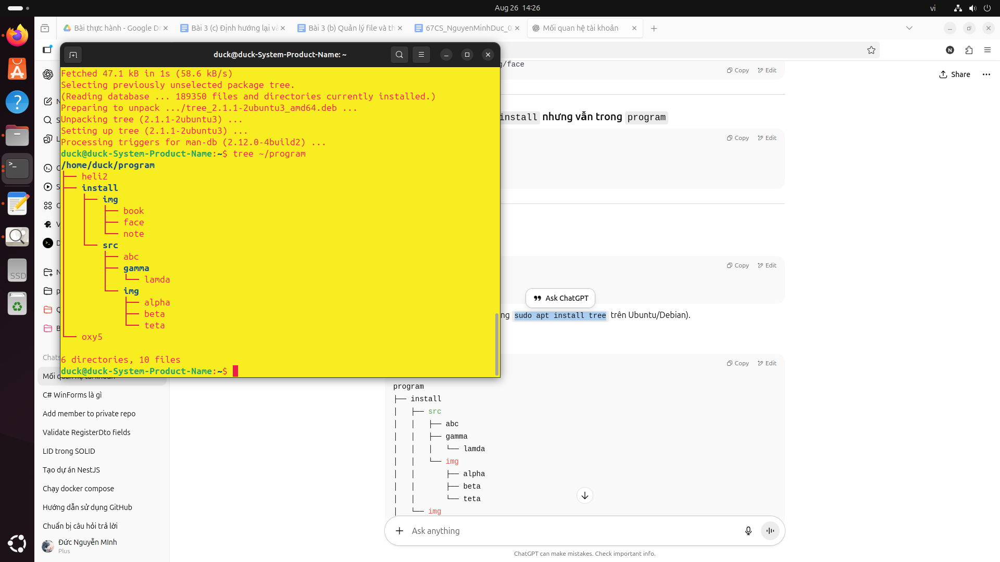 Aug 26 14:26
vi
Bài thực hành - Google Dr
Bài 3 (c) Định hướng lại và
Bài 3 (b) Quản lý file và th
67CS_NguyenMinhDuc_0
Mối quan hệ tài khoản
N
duck@duck-System-Product-Name: ~
Fetched 47.1 kB in 1s (58.6 kB/s)
Selecting previously unselected package tree.
(Reading database ... 189350 files and directories currently installed.)
Preparing to unpack .../tree_2.1.1-2ubuntu3_amd64.deb ...
Unpacking tree (2.1.1-2ubuntu3) ...
Setting up tree (2.1.1-2ubuntu3) ...
Processing triggers for man-db (2.12.0-4build2) ...
duck@duck-System-Product-Name:~$ tree ~/program
/home/duck/program
├── heli2
├── install
│   ├── img
│   │   ├── book
│   │   ├── face
│   │   └── note
│   └── src
│       ├── abc
│       ├── gamma
│       │   └── lamda
│       └── img
│           ├── alpha
│           ├── beta
│           └── teta
└── oxy5
6 directories, 10 files
duck@duck-System-Product-Name:~$
g/face
Copy Edit
Share
install nhưng vẫn trong program
Copy Edit
Copy Edit
Ask ChatGPT
ng sudo apt install tree trên Ubuntu/Debian).
Copy Edit
program
├── install
│   ├── src
│   │   ├── abc
│   │   ├── gamma
│   │   │   └── lamda
│   │   └── img
│   │       ├── alpha
│   │       ├── beta
│   │       └── teta
│   └── img
SSD
Chats
C# WinForms là gì
Add member to private repo
Validate RegisterDto fields
LID trong SOLID
Tạo dự án NestJS
Chạy docker compose
Hướng dẫn sử dụng GitHub
Chuẩn bị câu hỏi trả lời
Đức Nguyễn MInh
Plus
Ask anything
ChatGPT can make mistakes. Check important info.